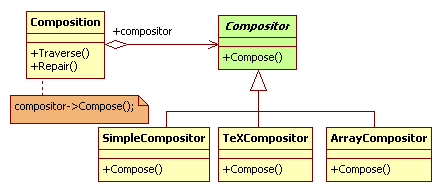 Composition
+Traverse()
+Repair()
+compositor
Compositor
+Compose()
compositor->Compose();
SimpleCompositor
+Compose()
TeXCompositor
+Compose()
ArrayCompositor
+Compose()